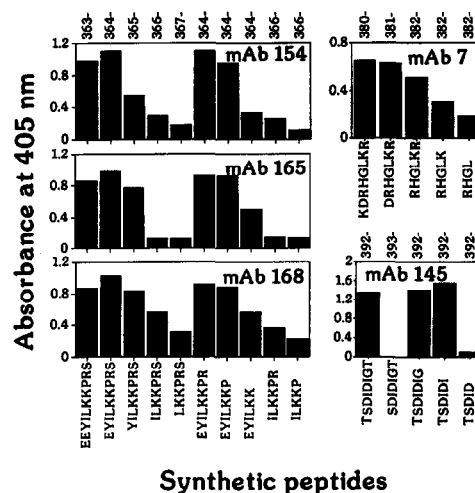 363-
364-
365-
366-
367-
364-
364-
364-
366-
366-
380-
381-
382-
382-
382-
Absorbance at 405 nm
1.2
0.8
0.4
0
mAb 154
1.2
0.8
0.4
0
mAb 165
1.2
0.8
0.4
0
mAb 168
EEYILKKPRS
EYILKKPRS
YILKKPRS
ILKKPRS
LKKPRS
EYILKKPR
EYILKKP
EYILKK
ILKKPR
ILKKP
0.8
0.4
0
mAb 7
KDRHGLKR
DRHGLKR
RHGLKR
RHGLK
RHGL
392-
393-
392-
392-
392-
2
1.6
1.2
0.8
0.4
0
mAb 145
TSDIDIGT
SDIDIGT
TSDIDIG
TSDIDI
TSDID
Synthetic peptides